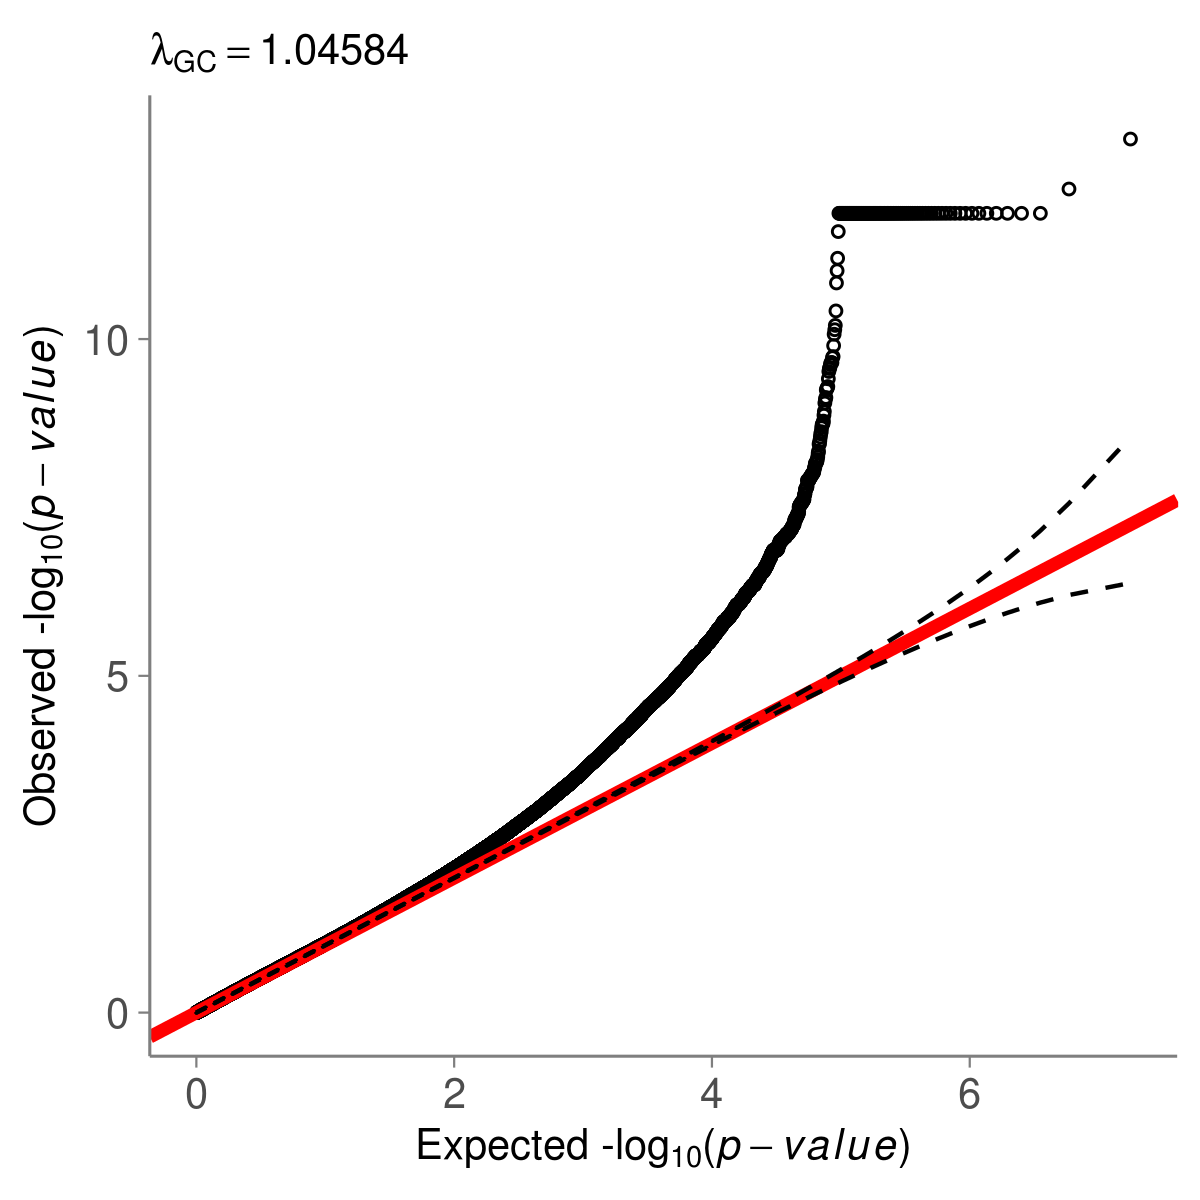 λGC = 1.04584
Observed -log10(p − value)
10
5
0
0 2 4 6
Expected -log10(p − value)